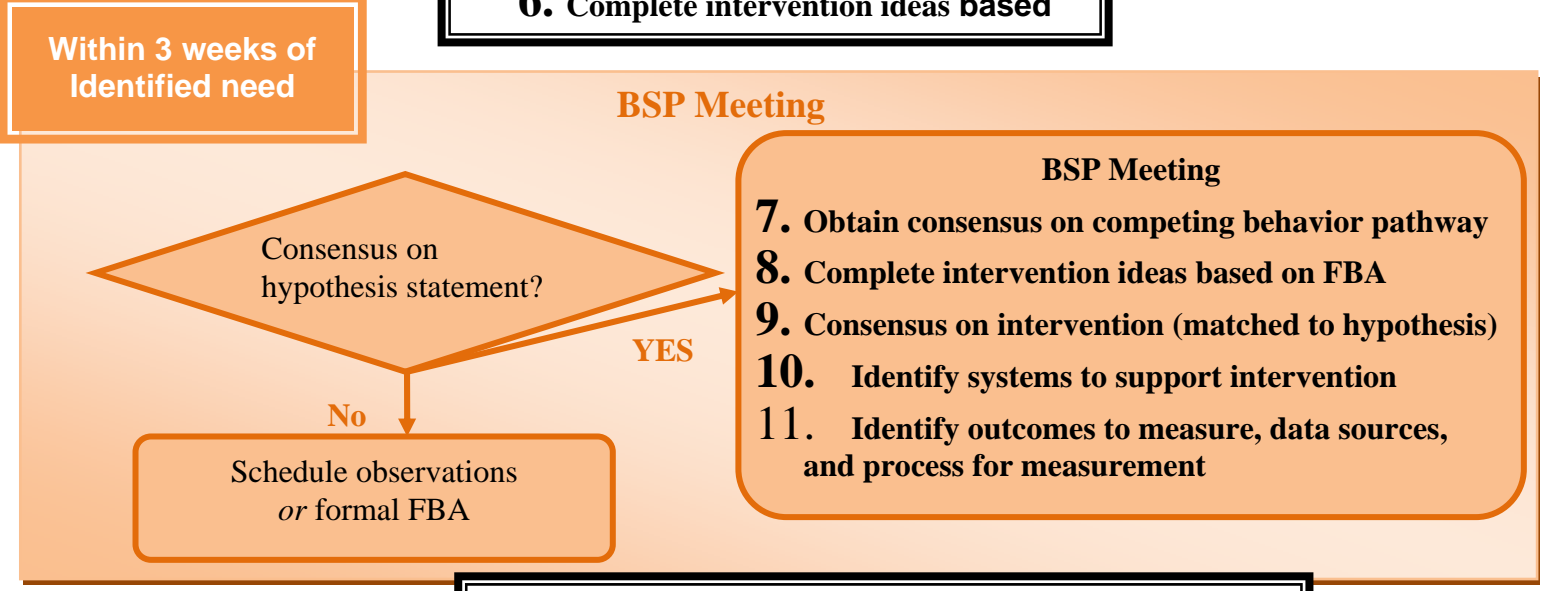 6. Complete intervention ideas based
Within 3 weeks of
Identified need
BSP Meeting
Consensus on
hypothesis statement?
YES
No
Schedule observations
or formal FBA
BSP Meeting
7. Obtain consensus on competing behavior pathway
8. Complete intervention ideas based on FBA
9. Consensus on intervention (matched to hypothesis)
10. Identify systems to support intervention
11. Identify outcomes to measure, data sources,
and process for measurement